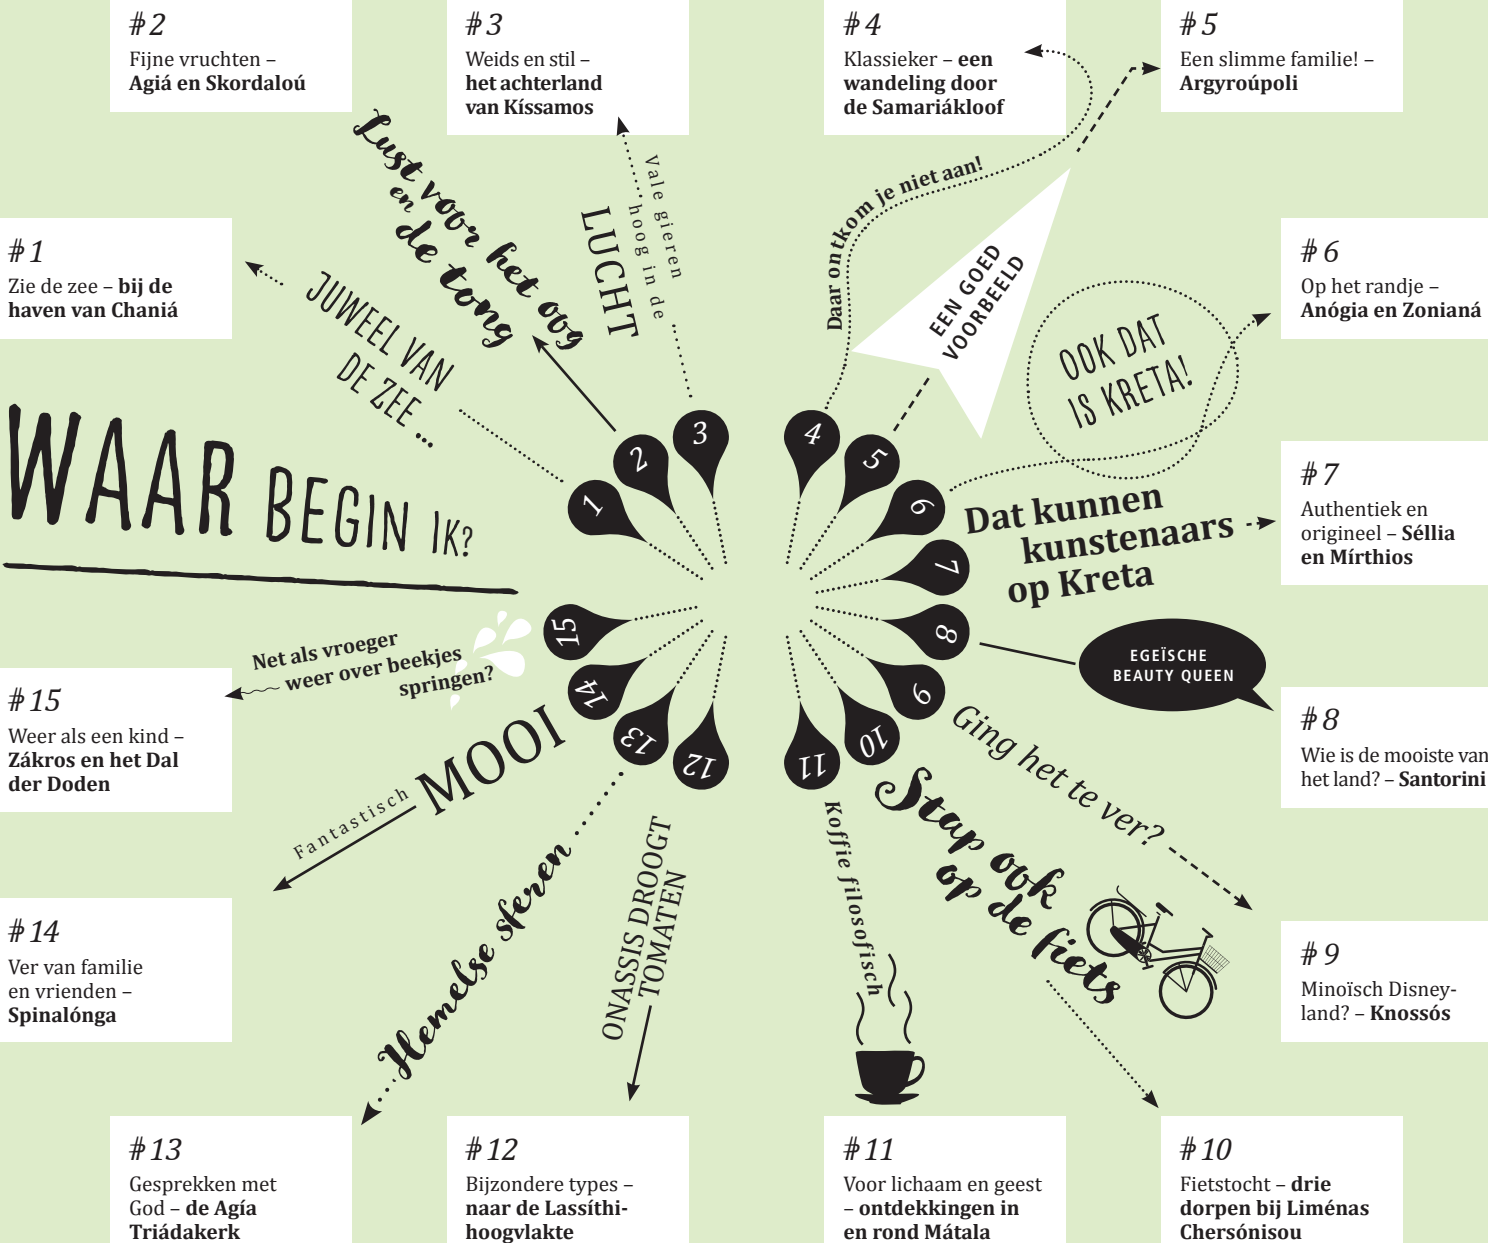 # 2
Fijne vruchten –
Agiá en Skordaloú
# 3
Weids en stil –
het achterland
van Kíssamos
# 4
Klassieker – een
wandeling door
de Samariákloof
# 5
Een slimme familie! –
Argyroúpoli
# 1
Zie de zee – bij de
haven van Chaniá
# 6
Op het randje –
Anógia en Zonianá
# 7
Authentiek en
origineel – Séllia
en Mírthios
# 8
Wie is de mooiste van
het land? – Santorini
# 9
Minoïsch Disney-
land? – Knossós
# 10
Fietstocht – drie
dorpen bij Liménas
Chersónisou
# 11
Voor lichaam en geest
– ontdekkingen in
en rond Mátala
# 12
Bijzondere types –
naar de Lassíthi-
hoogvlakte
# 13
Gesprekken met
God – de Agía
Triádakerk
# 14
Ver van familie
en vrienden –
Spinalónga
# 15
Weer als een kind –
Zákros en het Dal
der Doden
WAAR BEGIN IK?
JUWEEL VAN
DE ZEE ...
Lust voor het oog
en
de tong
Vale gieren
hoog in de
LUCHT
Daar ontkom je niet aan!
EEN GOED
VOORBEELD
OOK DAT
IS KRETA!
Dat kunnen
kunstenaars
op Kreta
EGEÏSCHE
BEAUTY QUEEN
Ging het te ver?
Stap ook
op de fiets
Koffie filosofisch
ONASSIS DROOGT
TOMATEN
Hemelse sferen
Fantastisch MOOI
Net als vroeger
weer over beekjes
springen?
1
2
3
4
5
6
7
8
9
10
11
12
13
14
15